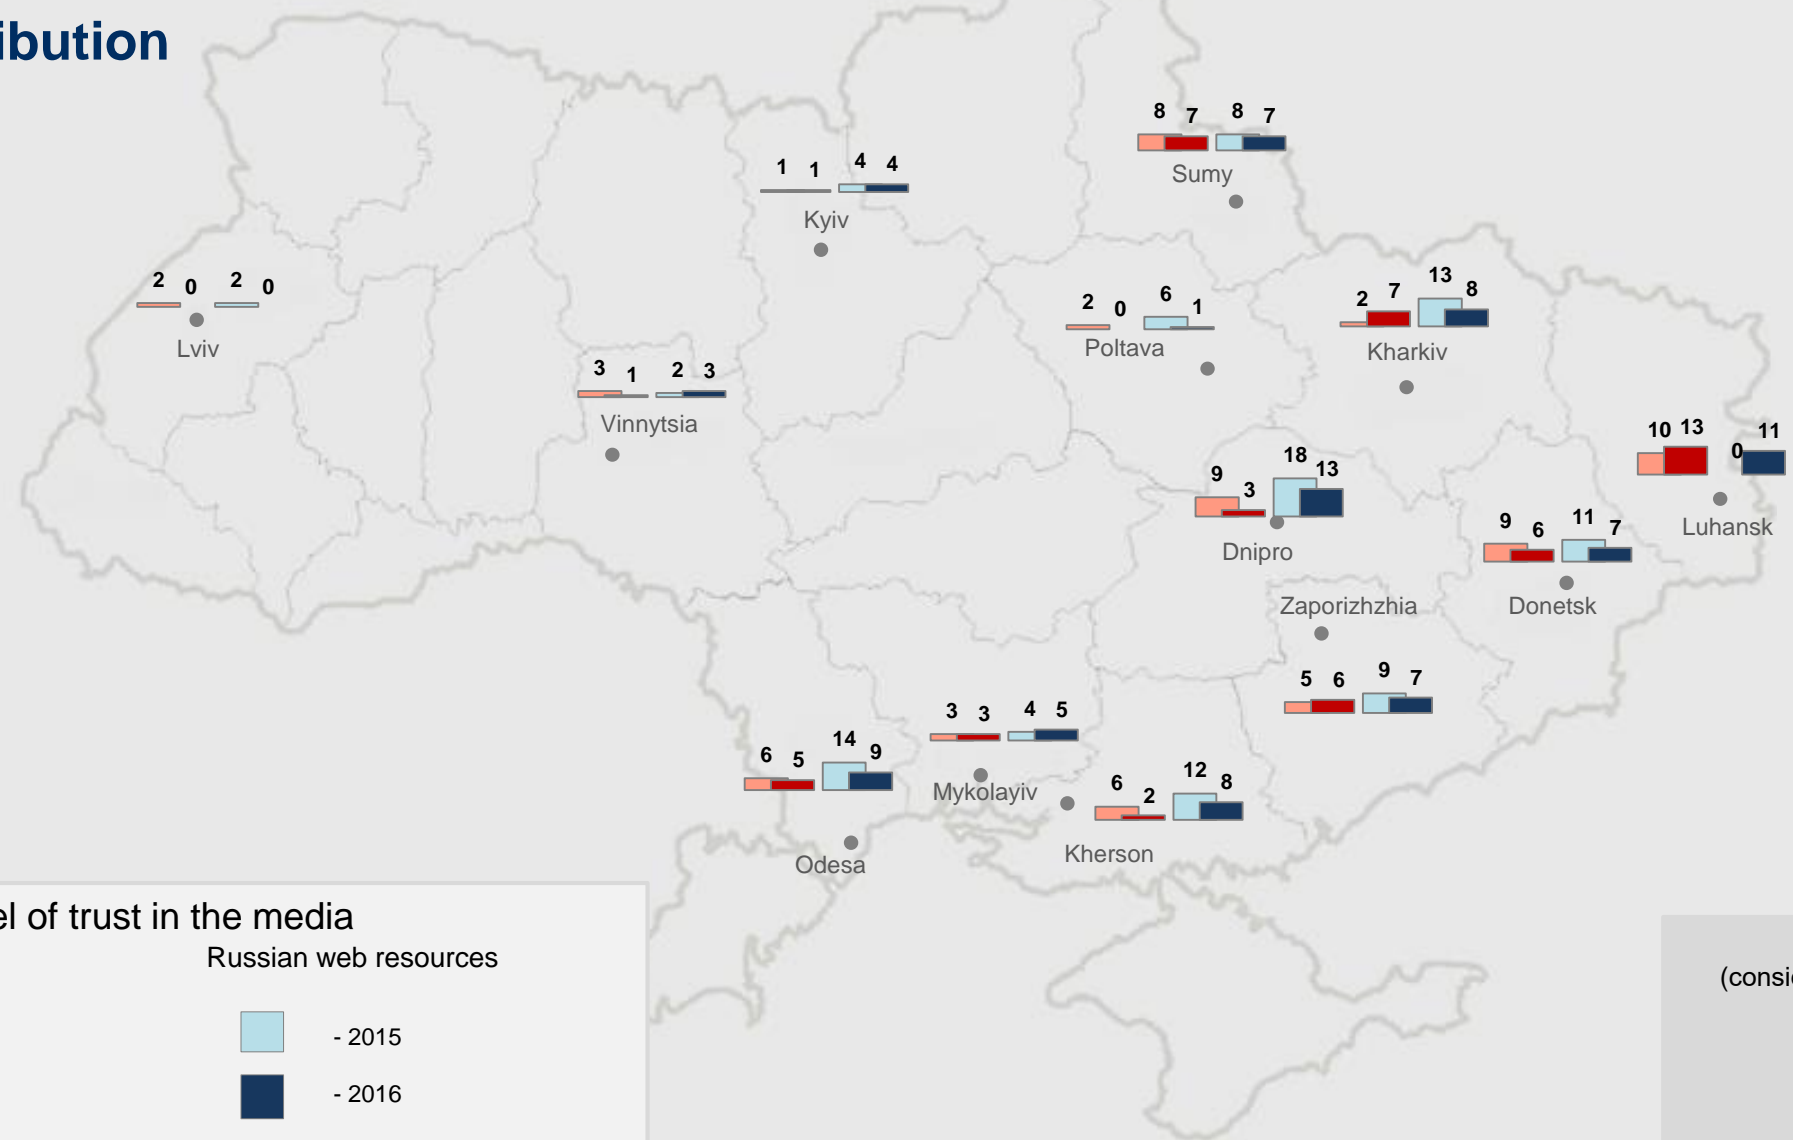 ibution
8 7 8 7
Sumy
1 1 4 4
Kyiv
2 0 2 0
Lviv
2 0 6 1
Poltava
2 7 13 8
Kharkiv
3 1 2 3
Vinnytsia
10 13 0 11
Luhansk
9 3 18 13
Dnipro
9 6 11 7
Donetsk
Zaporizhzhia
5 6 9 7
3 3 4 5
Mykolayiv
6 5 14 9
Odesa
6 2 12 8
Kherson
el of trust in the media
Russian web resources
- 2015
- 2016
(consi